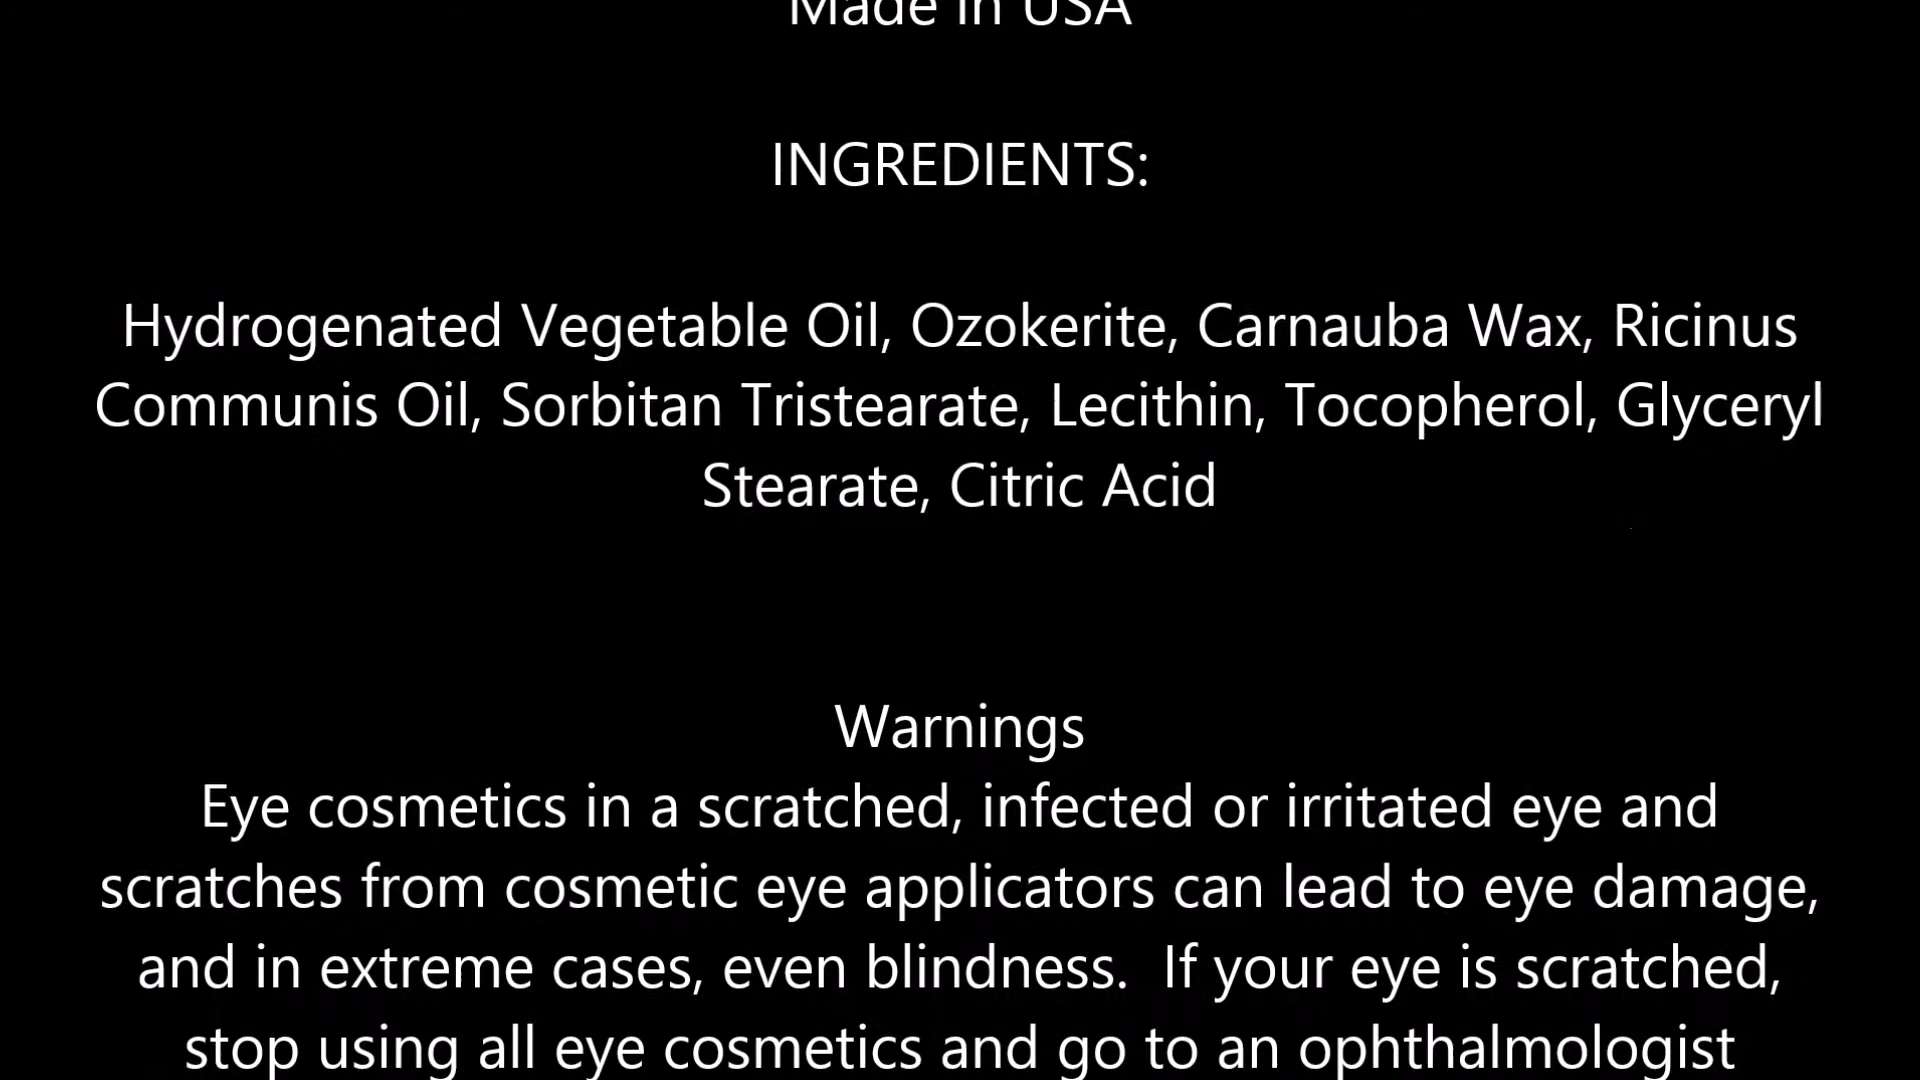 Made in USA
INGREDIENTS:
Hydrogenated Vegetable Oil, Ozokerite, Carnauba Wax, Ricinus
Communis Oil, Sorbitan Tristearate, Lecithin, Tocopherol, Glyceryl
Stearate, Citric Acid
Warnings
Eye cosmetics in a scratched, infected or irritated eye and
scratches from cosmetic eye applicators can lead to eye damage,
and in extreme cases, even blindness.  If your eye is scratched,
stop using all eye cosmetics and go to an ophthalmologist